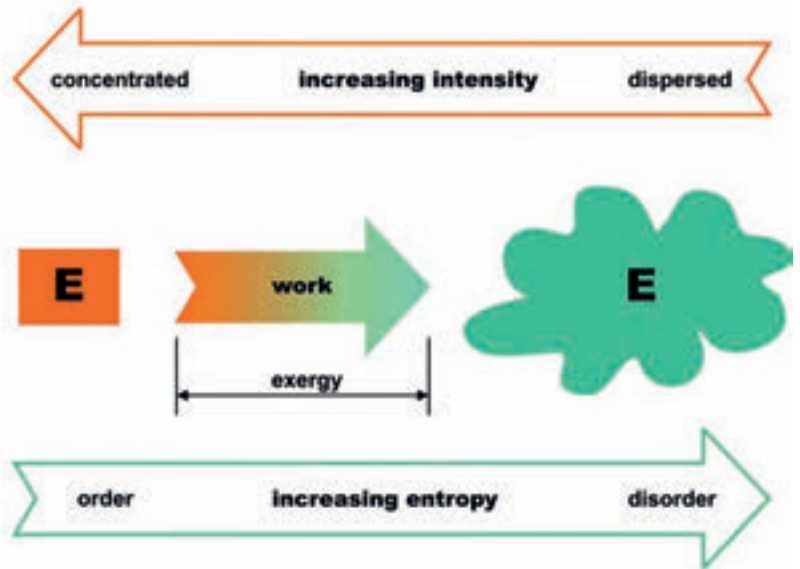 concentrated increasing intensity dispersed
E work E
exergy
order increasing entropy disorder